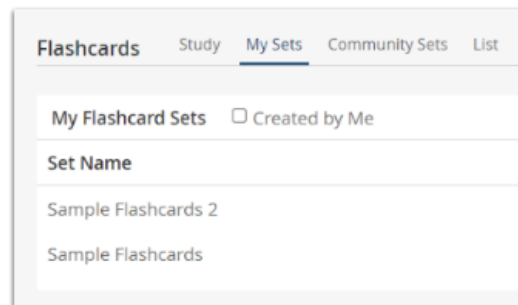 Flashcards Study My Sets Community Sets List
My Flashcard Sets Created by Me
Set Name
Sample Flashcards 2
Sample Flashcards